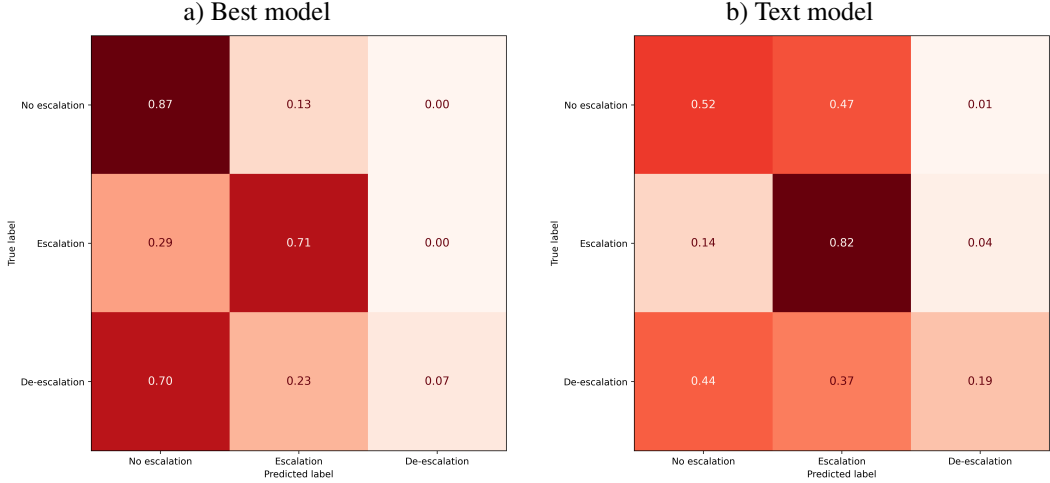 a) Best model
No escalation
0.87
0.13
0.00
Escalation
0.29
0.71
0.00
De-escalation
0.70
0.23
0.07
True label
No escalation
Escalation
De-escalation
Predicted label
b) Text model
No escalation
0.52
0.47
0.01
Escalation
0.14
0.82
0.04
De-escalation
0.44
0.37
0.19
True label
No escalation
Escalation
De-escalation
Predicted label